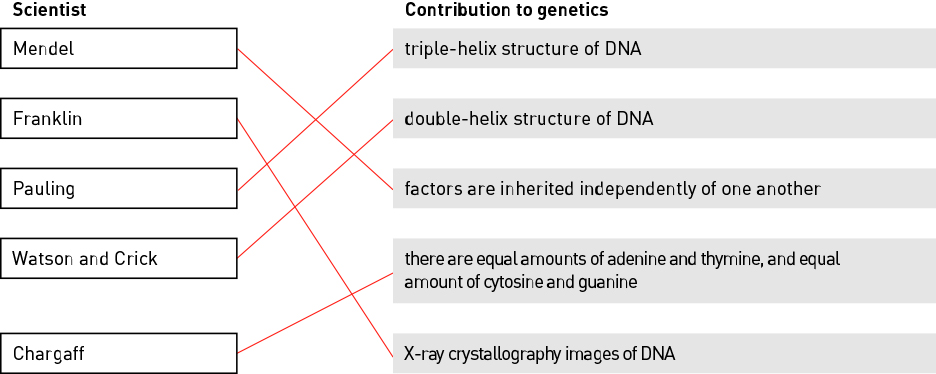 Scientist
Contribution to genetics
Mendel
triple-helix structure of DNA
Franklin
double-helix structure of DNA
Pauling
factors are inherited independently of one another
Watson and Crick
there are equal amounts of adenine and thymine, and equal
amount of cytosine and guanine
Chargaff
X-ray crystallography images of DNA